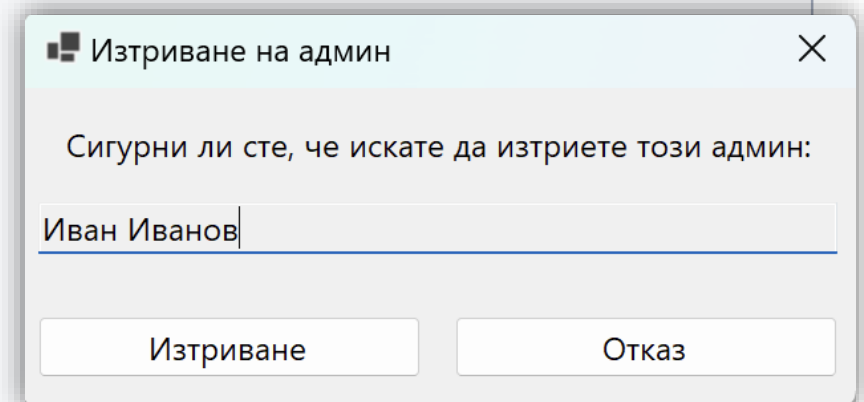 Изтриване на админ
Сигурни ли сте, че искате да изтриете този админ:
Иван Иванов
Изтриване
Отказ